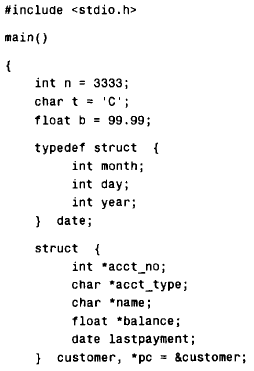 #include <stdio.h>
main()
{
int n = 3333;
char t = 'C';
float b = 99.99;
typedef struct {
int month;
int day;
int year;
} date;
struct {
int *acct_no;
char *acct_type;
char *name;
float *balance;
date lastpayment;
} customer, *pc = &customer;